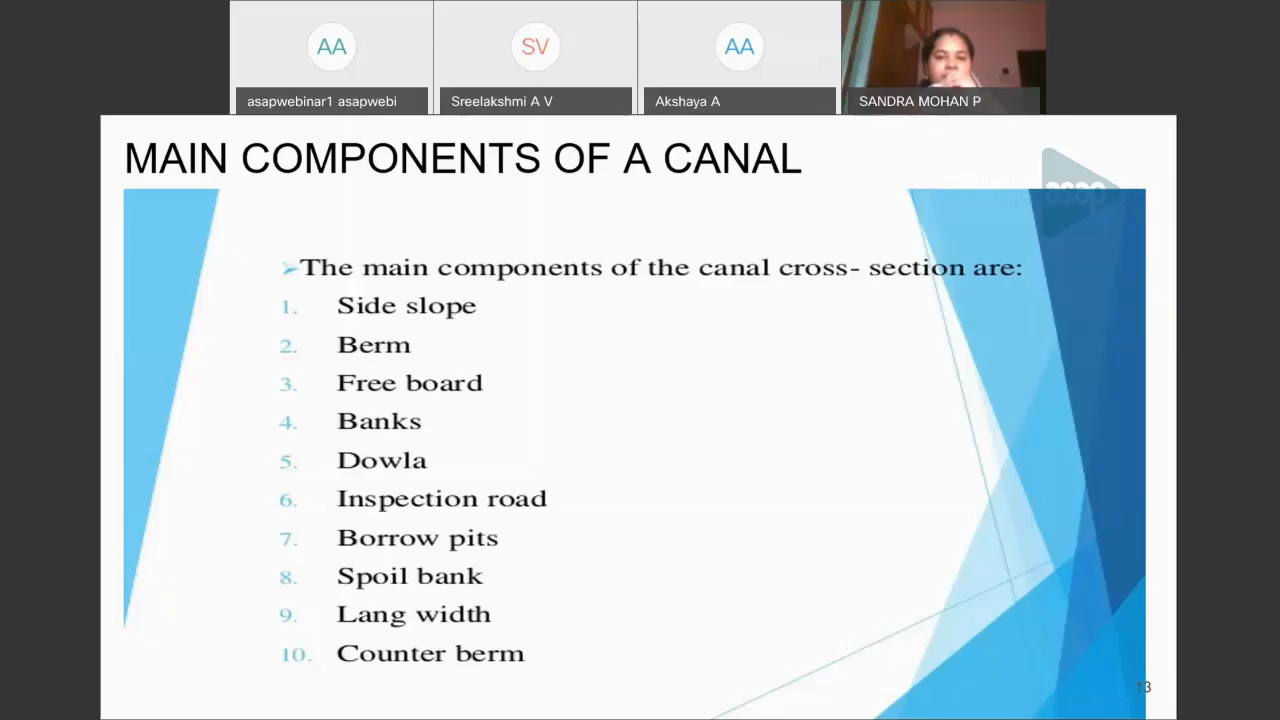 AA
SV
AA
asapwebinar1 asapwebi
Sreelakshmi A V
Akshaya A
SANDRA MOHAN P
MAIN COMPONENTS OF A CANAL
asap
➢The main components of the canal cross- section are:
1. Side slope
2. Berm
3. Free board
4. Banks
5. Dowla
6. Inspection road
7. Borrow pits
8. Spoil bank
9. Lang width
10. Counter berm
13